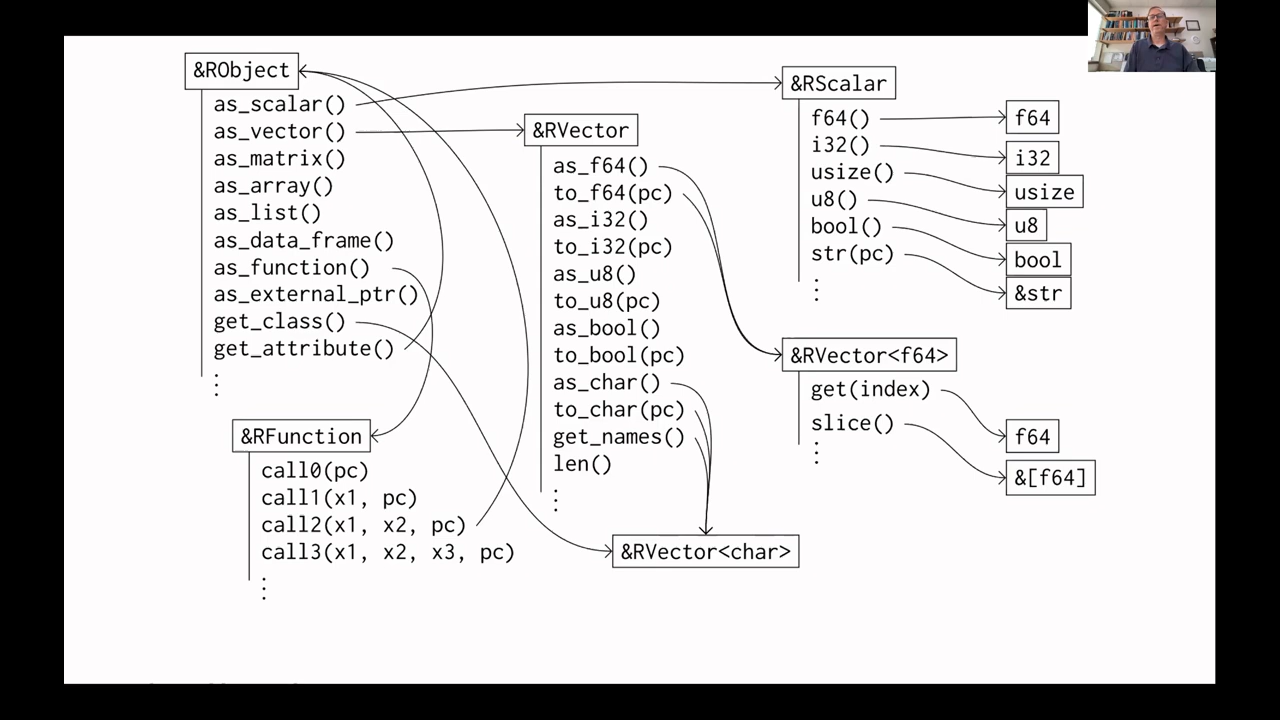 &RObject
as_scalar()
as_vector()
as_matrix()
as_array()
as_list()
as_data_frame()
as_function()
as_external_ptr()
get_class()
get_attribute()
⋮
&RFunction
call0(pc)
call1(x1, pc)
call2(x1, x2, pc)
call3(x1, x2, x3, pc)
⋮
&RVector
as_f64()
to_f64(pc)
as_i32()
to_i32(pc)
as_u8()
to_u8(pc)
as_bool()
to_bool(pc)
as_char()
to_char(pc)
get_names()
len()
⋮
&RVector<char>
&RScalar
f64()
i32()
usize()
u8()
bool()
str(pc)
⋮
f64
i32
usize
u8
bool
&str
&RVector<f64>
get(index)
slice()
⋮
f64
&[f64]